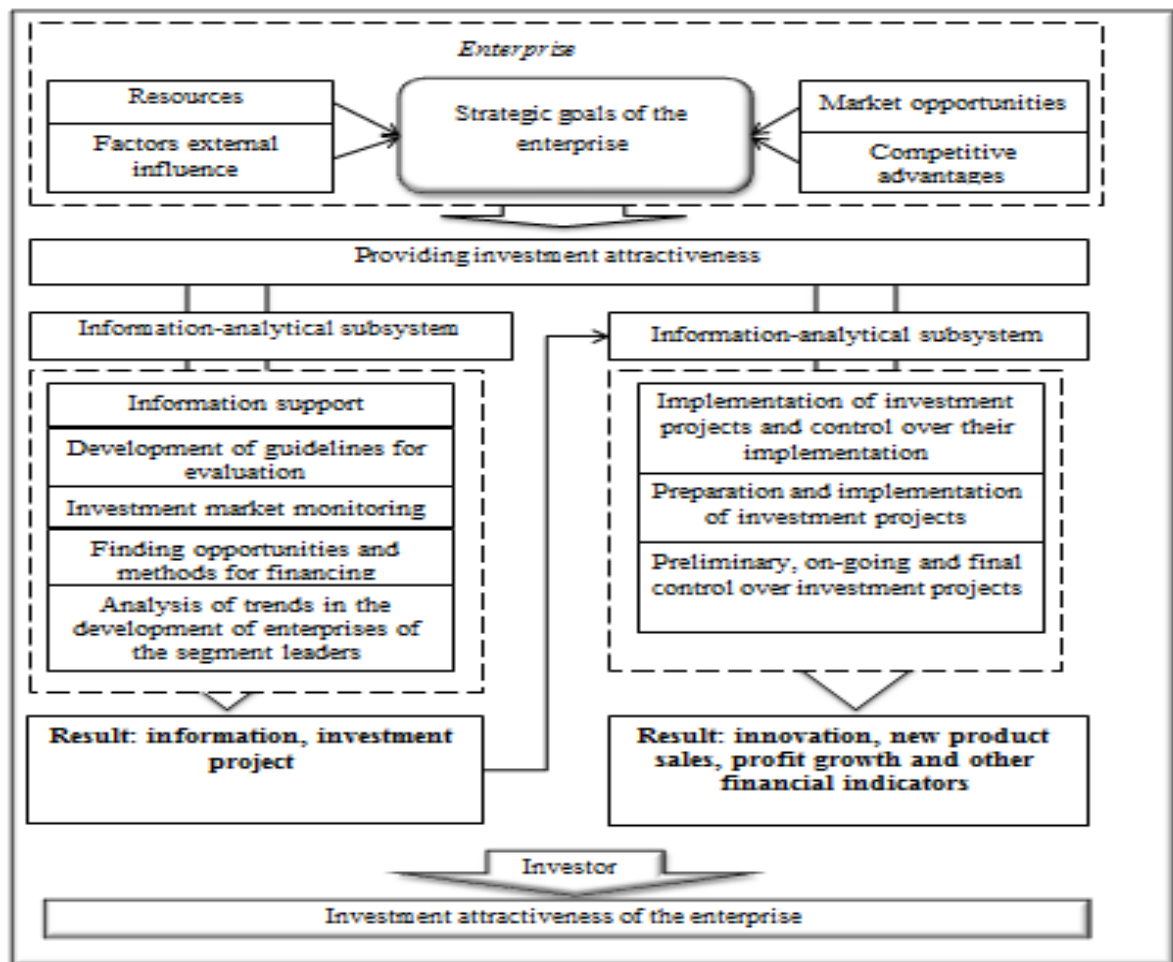 Enterprise
Resources
Factors external
influence
Strategic goals of the
enterprise
Market opportunities
Competitive
advantages
Providing investment attractiveness
Information-analytical subsystem
Information support
Development of guidelines for
evaluation
Investment market monitoring
Finding opportunities and
methods for financing
Analysis of trends in the
development of enterprises of
the segment leaders
Result: information, investment
project
Information-analytical subsystem
Implementation of investment
projects and control over their
implementation
Preparation and implementation
of investment projects
Preliminary, on-going and final
control over investment projects
Result: innovation, new product
sales, profit growth and other
financial indicators
Investor
Investment attractiveness of the enterprise